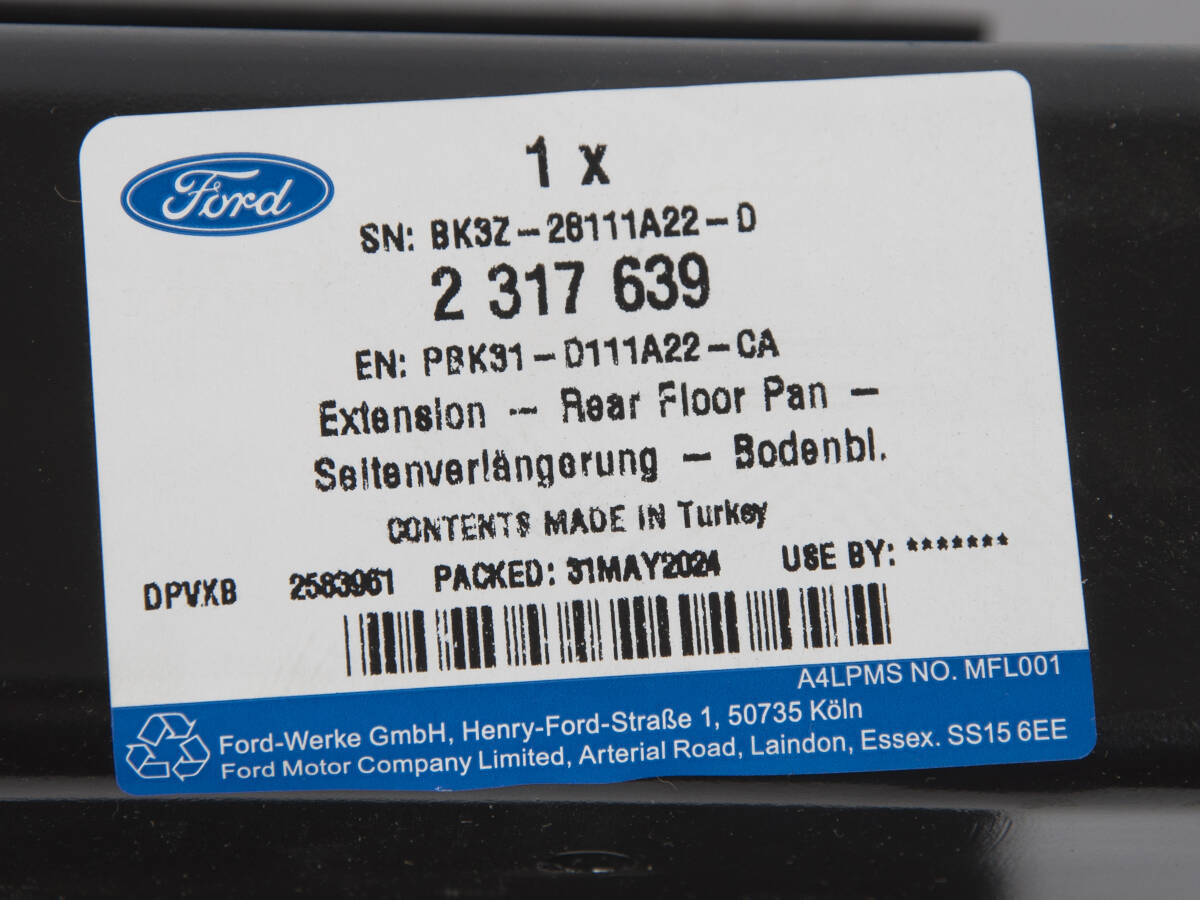 Ford
1 x
SN: BK3Z-26111A22-D
2 317 639
EN: PBK31-D111A22-CA
Extension -- Rear Floor Pan -
Seitenverlängerung - Bodenbl.
CONTENTS MADE IN Turkey
DPVXB 2583961 PACKED: 31MAY2024 USE BY: *******
A4LPMS NO. MFL001
Ford-Werke GmbH, Henry-Ford-Straße 1, 50735 Köln
Ford Motor Company Limited, Arterial Road, Laindon, Essex. SS15 6EE